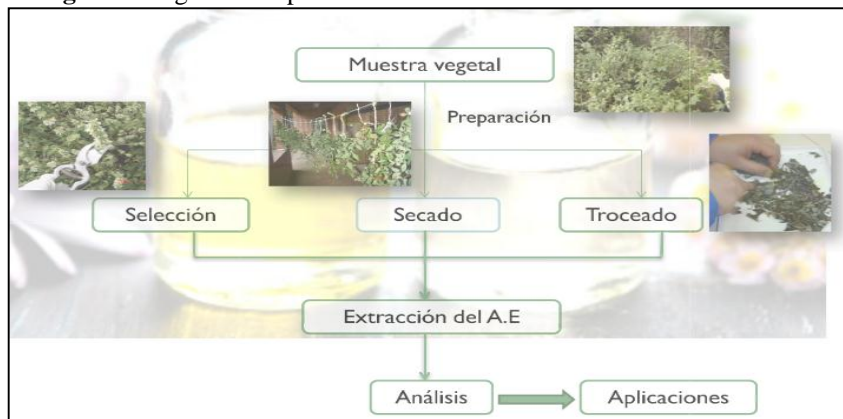 Muestra vegetal
Preparación
Selección
Secado
Troceado
Extracción del A.E
Análisis
Aplicaciones